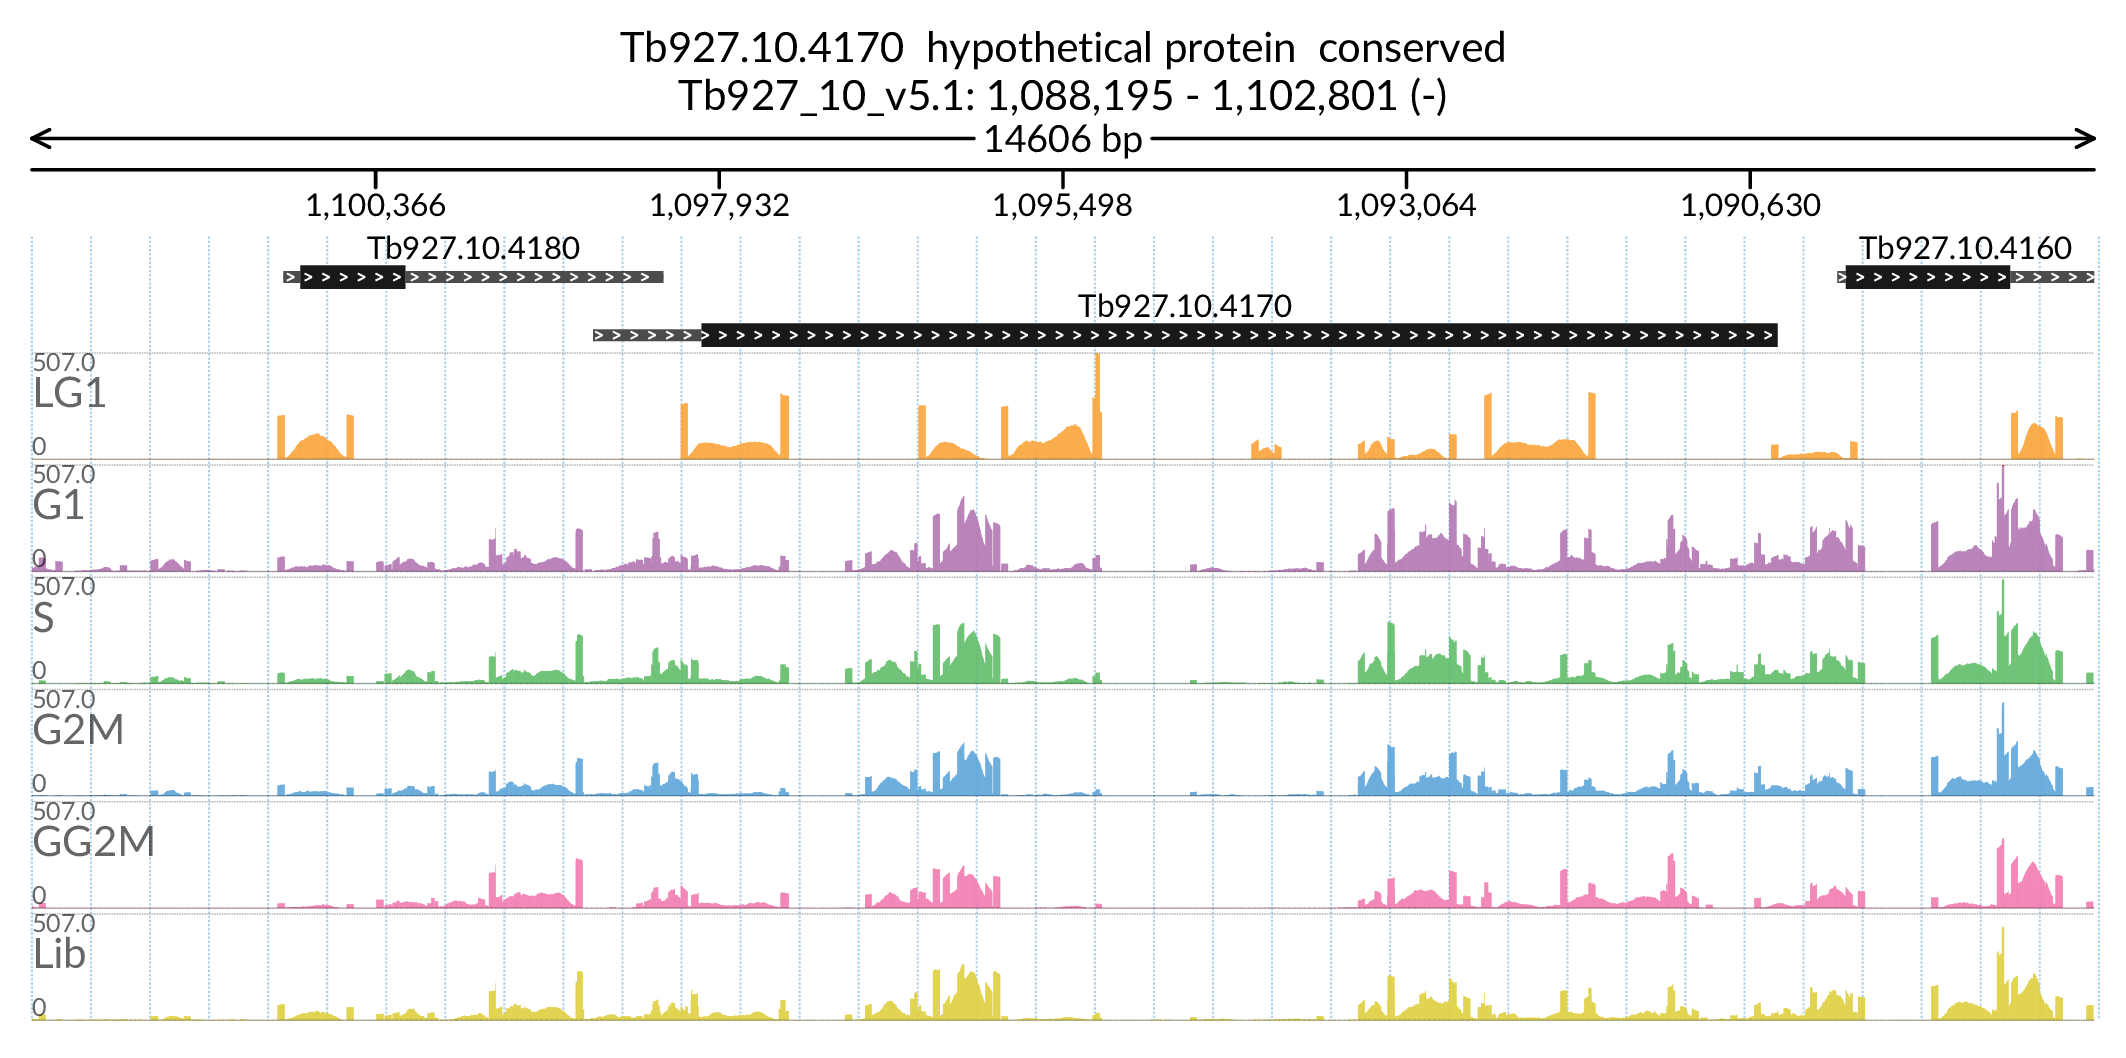 Tb927.10.4170  hypothetical protein  conserved
Tb927_10_v5.1: 1,088,195 - 1,102,801 (-)
14606 bp
1,100,366 1,097,932 1,095,498 1,093,064 1,090,630
Tb927.10.4180 Tb927.10.4160
Tb927.10.4170
507.0
LG1
0
507.0
G1
0
507.0
S
0
507.0
G2M
0
507.0
GG2M
0
507.0
Lib
0